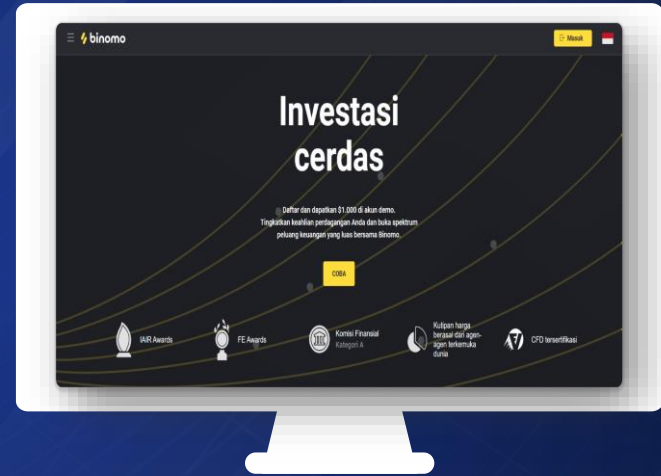 binomo
Masuk
Investasi
cerdas
Daftar dan dapatkan $1.000 di akun demo.
Tingkatkan keahlian perdagangan Anda dan buka spektrum
peluang keuangan yang luas bersama Binomo.
COBA
IAIR Awards
FE Awards
Komisi Finansial
Kategori A
Kutipan harga
berasal dari agen-
agen terkemuka
dunia
CFD tersertifikasi